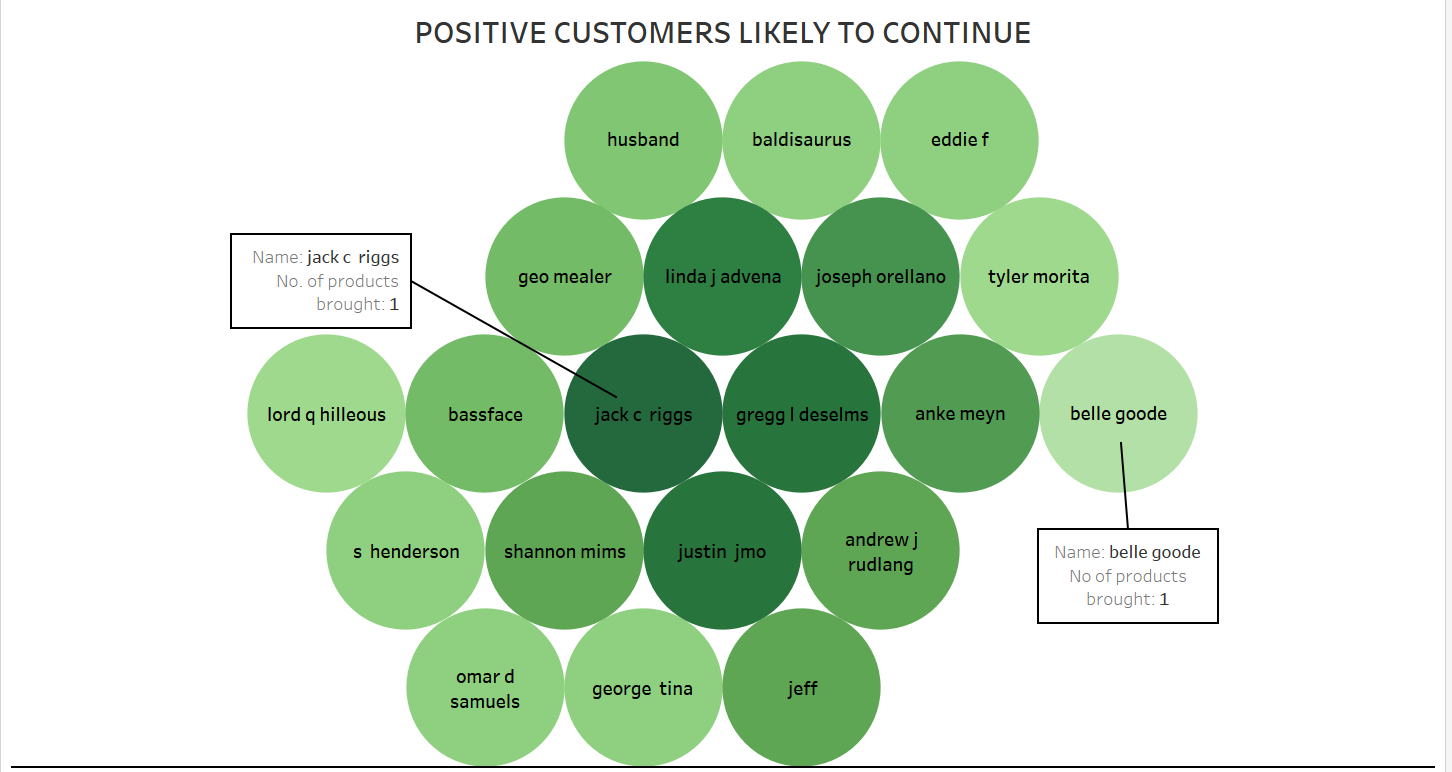 POSITIVE CUSTOMERS LIKELY TO CONTINUE
husband
baldisaurus
eddie f
Name: jack c  riggs
No. of products
brought: 1
geo mealer
linda j advena
joseph orellano
tyler morita
lord q hilleous
bassface
jack c  riggs
gregg l deselms
anke meyn
belle goode
s  henderson
shannon mims
justin  jmo
andrew j
rudlang
Name: belle goode
No of products
brought: 1
omar d
samuels
george  tina
jeff